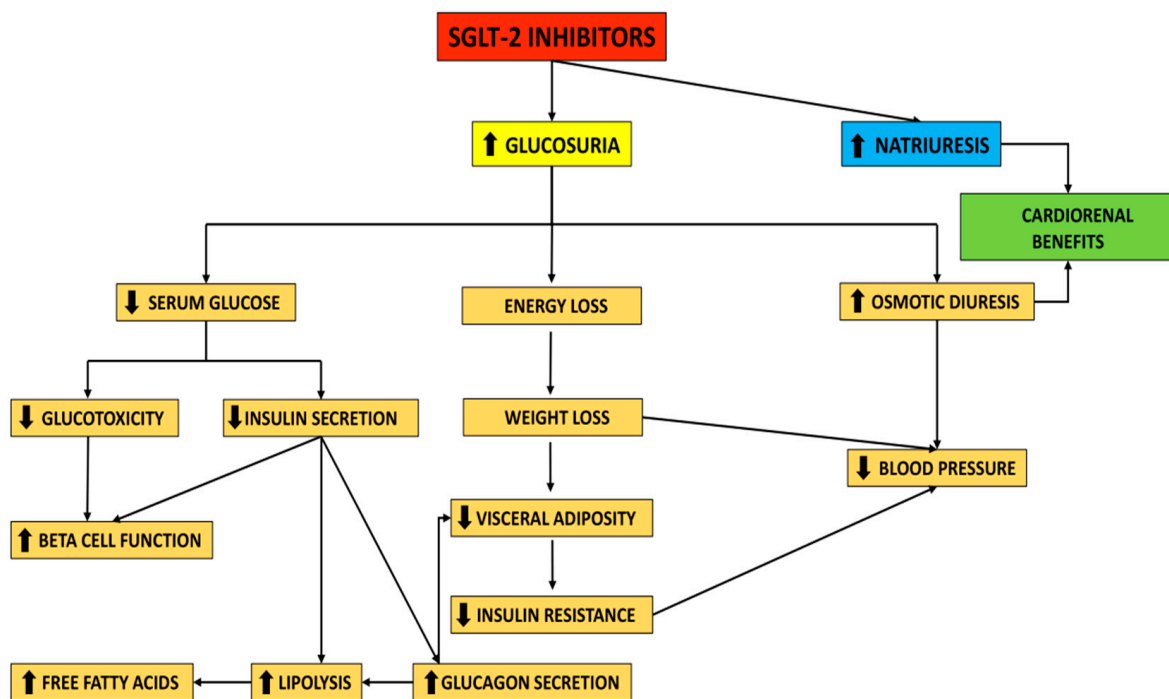 SGLT-2 INHIBITORS
GLUCOSURIA
NATRIURESIS
CARDIORENAL
BENEFITS
SERUM GLUCOSE
ENERGY LOSS
OSMOTIC DIURESIS
GLUCOTOXICITY
INSULIN SECRETION
WEIGHT LOSS
BLOOD PRESSURE
BETA CELL FUNCTION
VISCERAL ADIPOSITY
INSULIN RESISTANCE
FREE FATTY ACIDS
LIPOLYSIS
GLUCAGON SECRETION